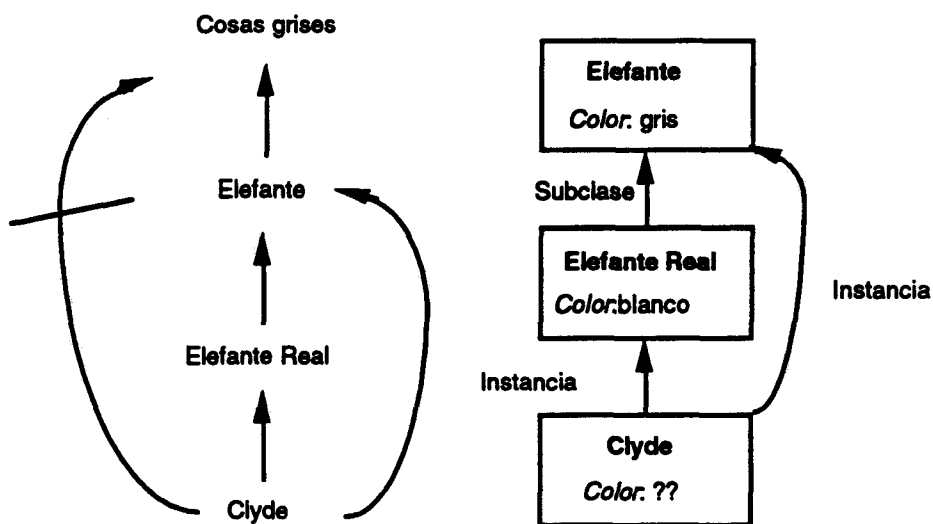 Cosas grises
Elefante
Elefante Real
Clyde
Elefante
Color: gris
Subclase
Elefante Real
Color:blanco
Instancia
Instancia
Clyde
Color: ??